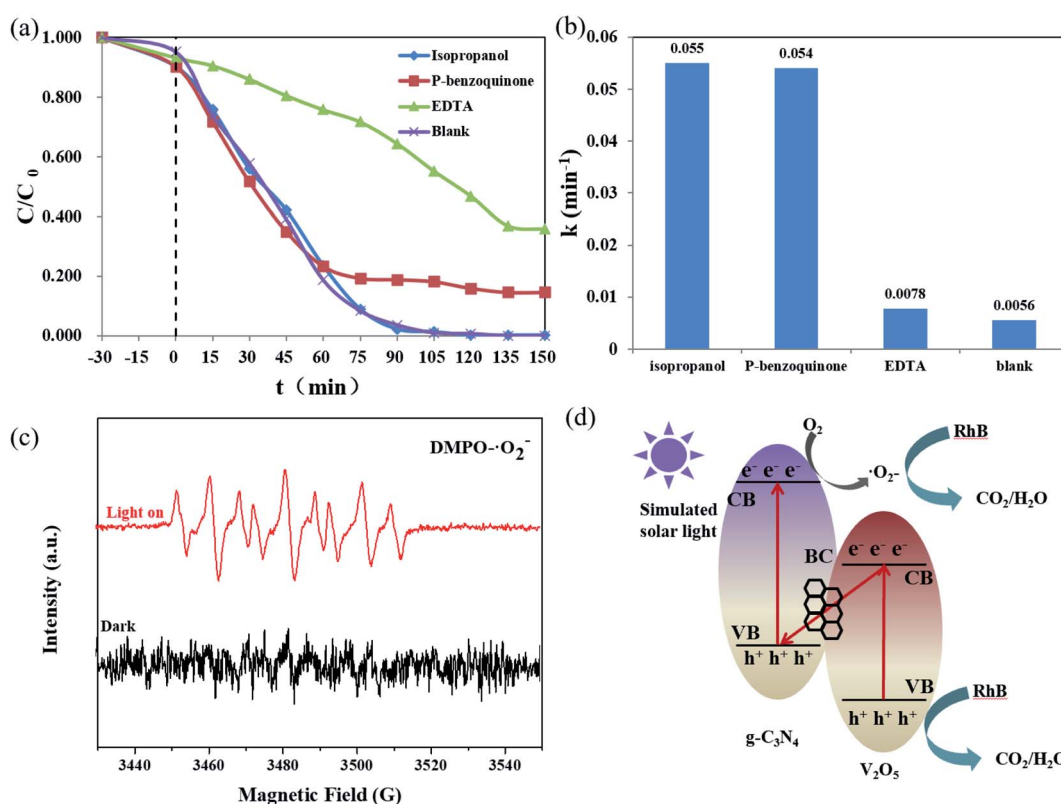 (a)
1.000
0.800
0.600
0.400
0.200
0.000
C/C₀
-30 -15 0 15 30 45 60 75 90 105 120 135 150
t (min)
Isopropanol
P-benzoquinone
EDTA
Blank
(b)
0.06
0.05
0.04
0.03
0.02
0.01
0
k (min⁻¹)
0.055
0.054
0.0078
0.0056
isopropanol P-benzoquinone EDTA blank
(c)
DMPO-·O₂⁻
Light on
Dark
Intensity (a.u.)
3440 3460 3480 3500 3520 3540
Magnetic Field (G)
(d)
Simulated
solar light
O₂
·O₂-
RhB
CO₂/H₂O
e⁻ e⁻ e⁻
CB
BC
e⁻ e⁻ e⁻
CB
VB
h⁺ h⁺ h⁺
VB
h⁺ h⁺ h⁺
RhB
CO₂/H₂O
g-C₃N₄
V₂O₅